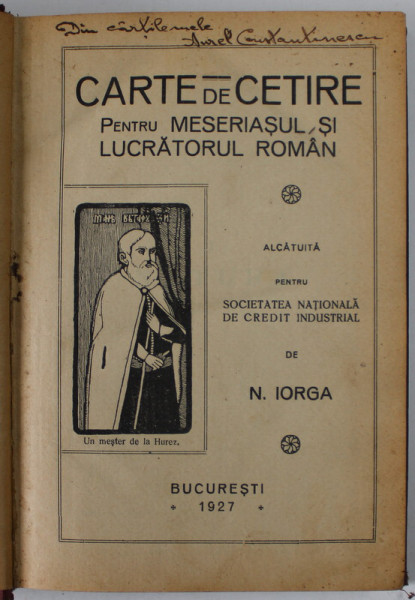 Din cărțile mele
Aurel Constantinescu
CARTE DE CETIRE
PENTRU MESERIAȘUL ȘI
LUCRĂTORUL ROMÂN
ALCĂTUITĂ
PENTRU
SOCIETATEA NAȚIONALĂ
DE CREDIT INDUSTRIAL
DE
N. IORGA
Un meșter de la Hurez.
BUCUREȘTI
1927